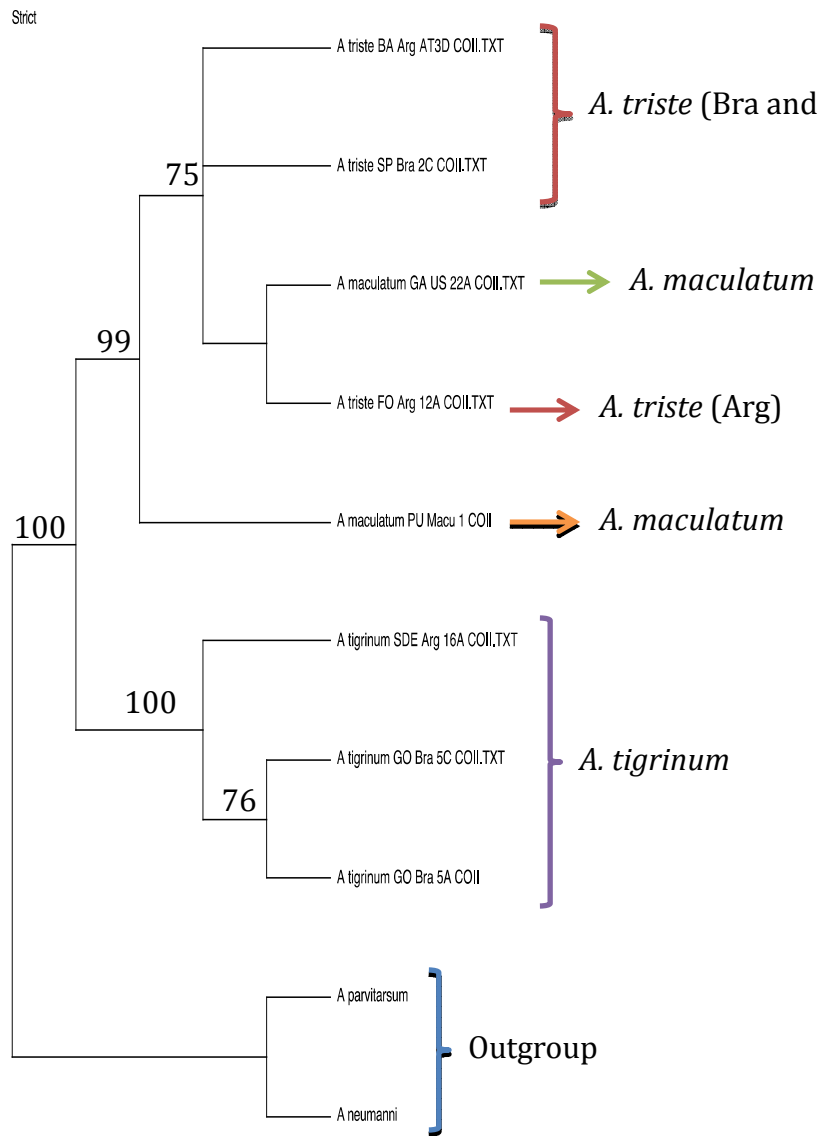 Strict
A triste BA Arg AT3D COII.TXT
A. triste (Bra and
75
A triste SP Bra 2C COII.TXT
A maculatum GA US 22A COII.TXT
A. maculatum
99
A triste FO Arg 12A COII.TXT
A. triste (Arg)
100
A maculatum PU Macu 1 COII
A. maculatum
A tigrinum SDE Arg 16A COII.TXT
100
A tigrinum GO Bra 5C COII.TXT
A. tigrinum
76
A tigrinum GO Bra 5A COII
A parvitarsum
Outgroup
A neumanni